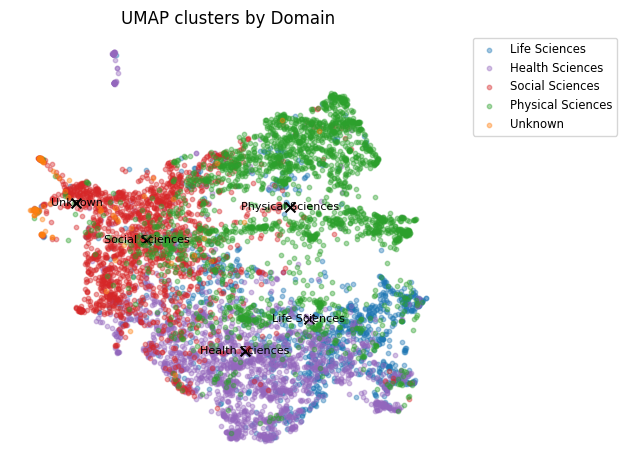 UMAP clusters by Domain
Life Sciences
Health Sciences
Social Sciences
Physical Sciences
Unknown
Unknown
Physical Sciences
Social Sciences
Life Sciences
Health Sciences